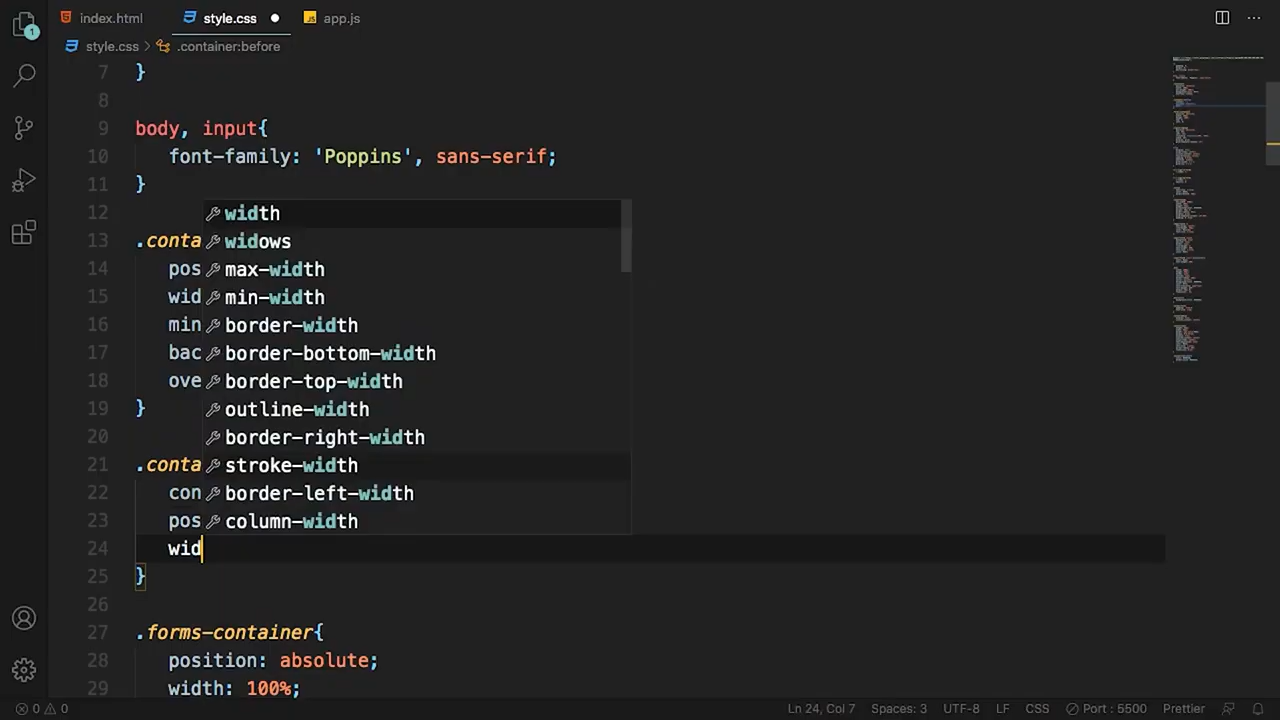 index.html
style.css
app.js
style.css > .container:before
7 }
8
9 body, input{
10 font-family: 'Poppins', sans-serif;
11 }
12 width
widows
13 .conta
max-width
14 pos
min-width
15 wid
border-width
16 min
border-bottom-width
17 bac
border-top-width
18 ove
outline-width
19 }
border-right-width
20
stroke-width
21 .conta
border-left-width
22 con
column-width
23 pos
24 wid
25 }
26
27 .forms-container{
28 position: absolute;
29 width: 100%;
1
0 0
Ln 24, Col 7
Spaces: 3
UTF-8
LF
CSS
Port : 5500
Prettier